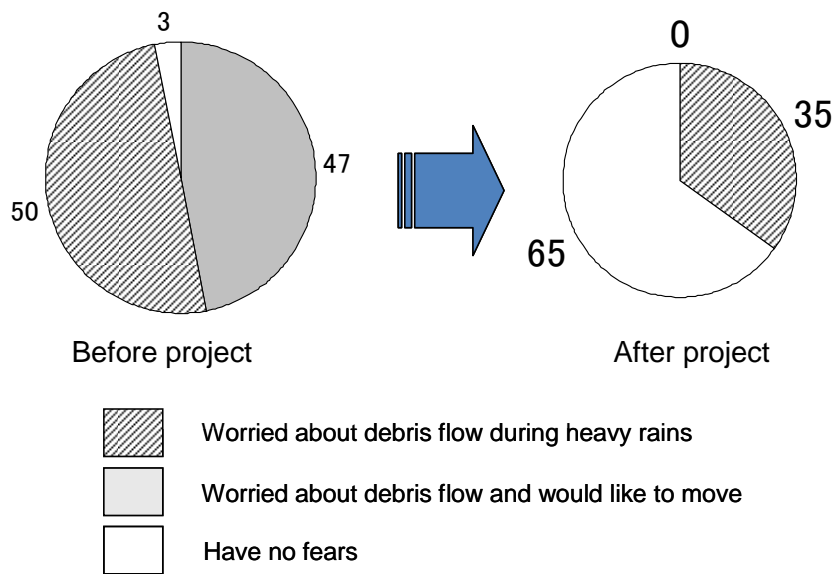 3
0
35
47
50
65
Before project
After project
Worried about debris flow during heavy rains
Worried about debris flow and would like to move
Have no fears